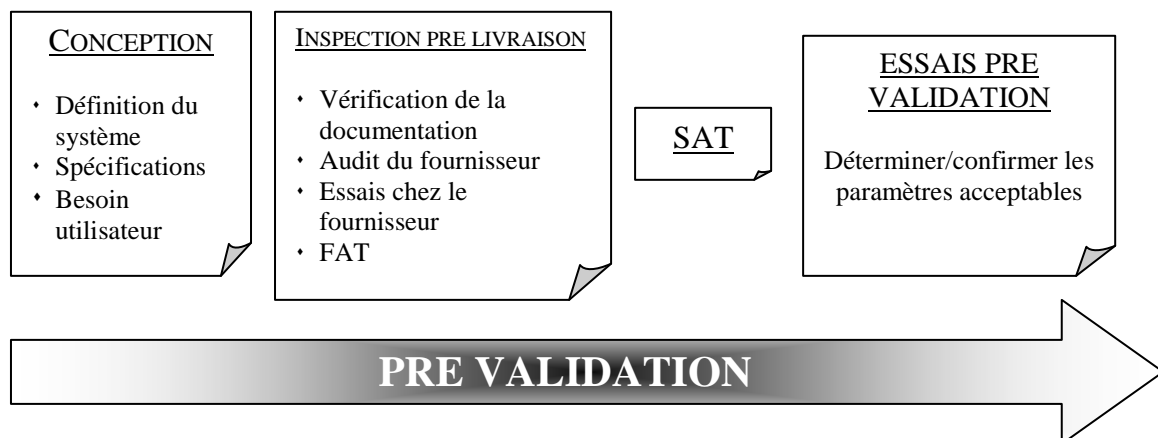 CONCEPTION
· Définition du
système
· Spécifications
· Besoin
utilisateur
INSPECTION PRE LIVRAISON
· Vérification de la
documentation
· Audit du fournisseur
· Essais chez le
fournisseur
· FAT
SAT
ESSAIS PRE
VALIDATION
Déterminer/confirmer les
paramètres acceptables
PRE VALIDATION